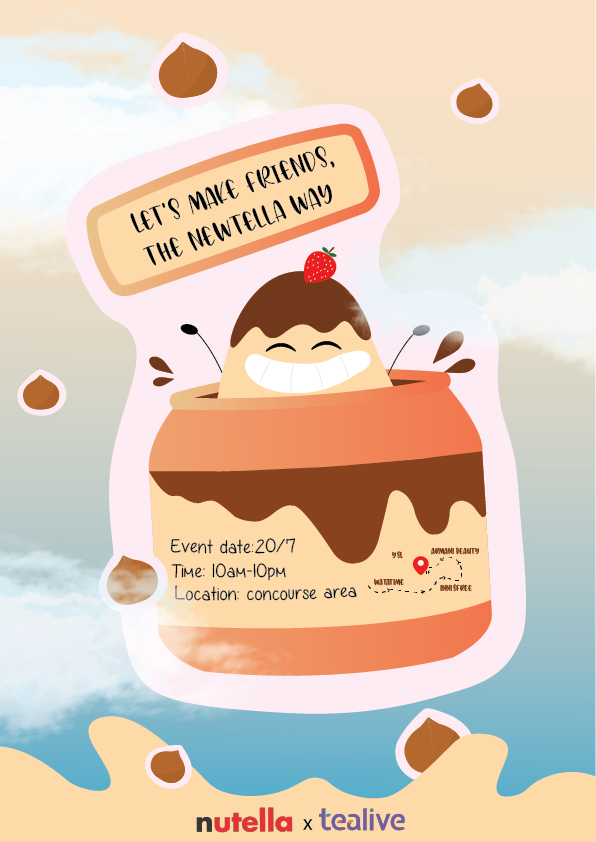 LET'S MAKE FRIENDS,
THE NEWTELLA WAY
Event date:20/7
Time: 10am-10pm
Location: concourse area
YSL
ARMANI BEAUTY
WATATIME
INNISFREE
nutella x tealive